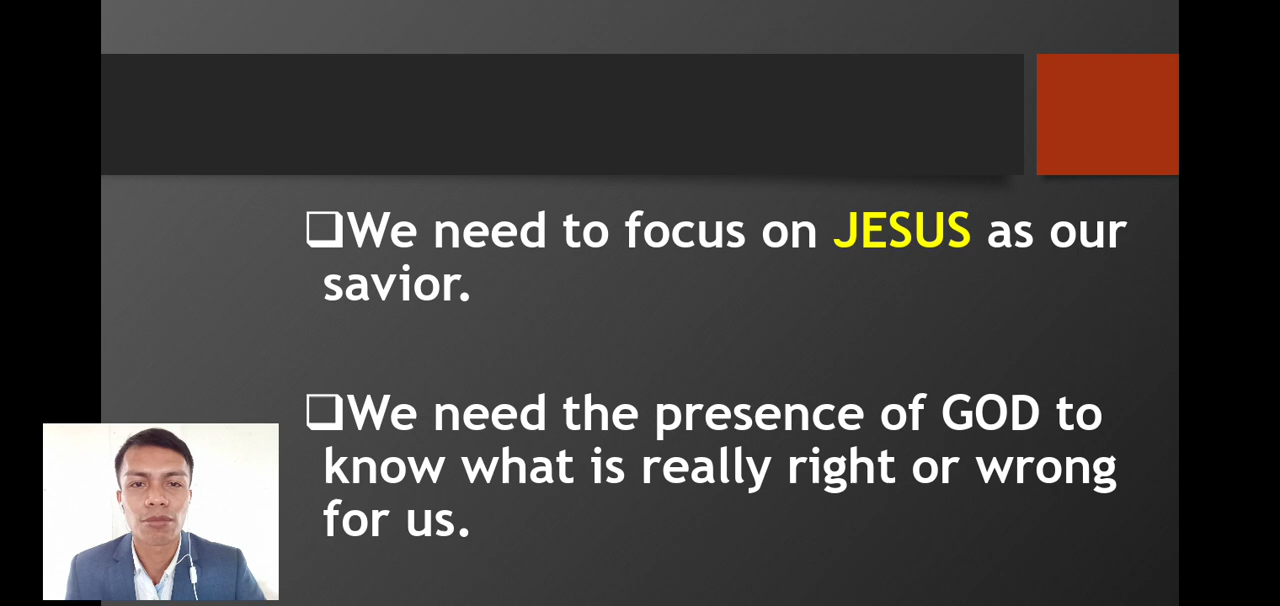 ❑We need to focus on JESUS as our
savior.
❑We need the presence of GOD to
know what is really right or wrong
for us.